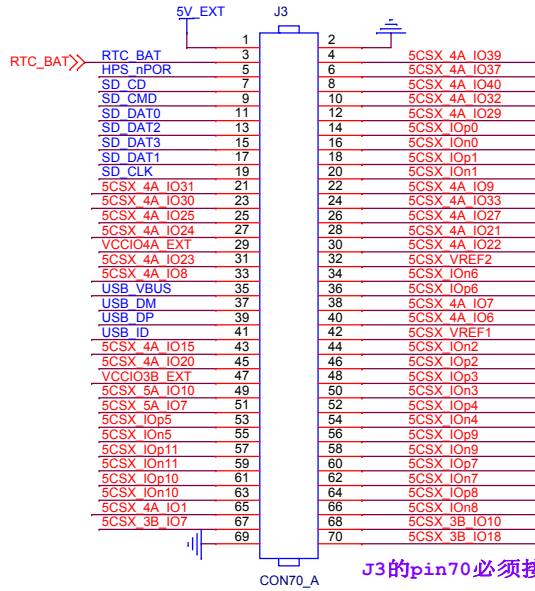 5V_EXT J3
1 2
RTC_BAT RTC_BAT 3 4 5CSX_4A_IO39
HPS_nPOR 5 6 5CSX_4A_IO37
SD_CD 7 8 5CSX_4A_IO40
SD_CMD 9 10 5CSX_4A_IO32
SD_DAT0 11 12 5CSX_4A_IO29
SD_DAT2 13 14 5CSX_IOp0
SD_DAT3 15 16 5CSX_IOn0
SD_DAT1 17 18 5CSX_IOp1
SD_CLK 19 20 5CSX_IOn1
5CSX_4A_IO31 21 22 5CSX_4A_IO9
5CSX_4A_IO30 23 24 5CSX_4A_IO33
5CSX_4A_IO25 25 26 5CSX_4A_IO27
5CSX_4A_IO24 27 28 5CSX_4A_IO21
VCCIO4A_EXT 29 30 5CSX_4A_IO22
5CSX_4A_IO23 31 32 5CSX_VREF2
5CSX_4A_IO8 33 34 5CSX_IOn6
USB_VBUS 35 36 5CSX_IOp6
USB_DM 37 38 5CSX_4A_IO7
USB_DP 39 40 5CSX_4A_IO6
USB_ID 41 42 5CSX_VREF1
5CSX_4A_IO15 43 44 5CSX_IOn2
5CSX_4A_IO20 45 46 5CSX_IOp2
VCCIO3B_EXT 47 48 5CSX_IOp3
5CSX_5A_IO10 49 50 5CSX_IOn3
5CSX_5A_IO7 51 52 5CSX_IOp4
5CSX_IOp5 53 54 5CSX_IOn4
5CSX_IOn5 55 56 5CSX_IOp9
5CSX_IOp11 57 58 5CSX_IOn9
5CSX_IOn11 59 60 5CSX_IOp7
5CSX_IOp10 61 62 5CSX_IOn7
5CSX_IOn10 63 64 5CSX_IOp8
5CSX_4A_IO1 65 66 5CSX_IOn8
5CSX_3B_IO7 67 68 5CSX_3B_IO10
69 70 5CSX_3B_IO18
CON70_A
J3的pin70必须接